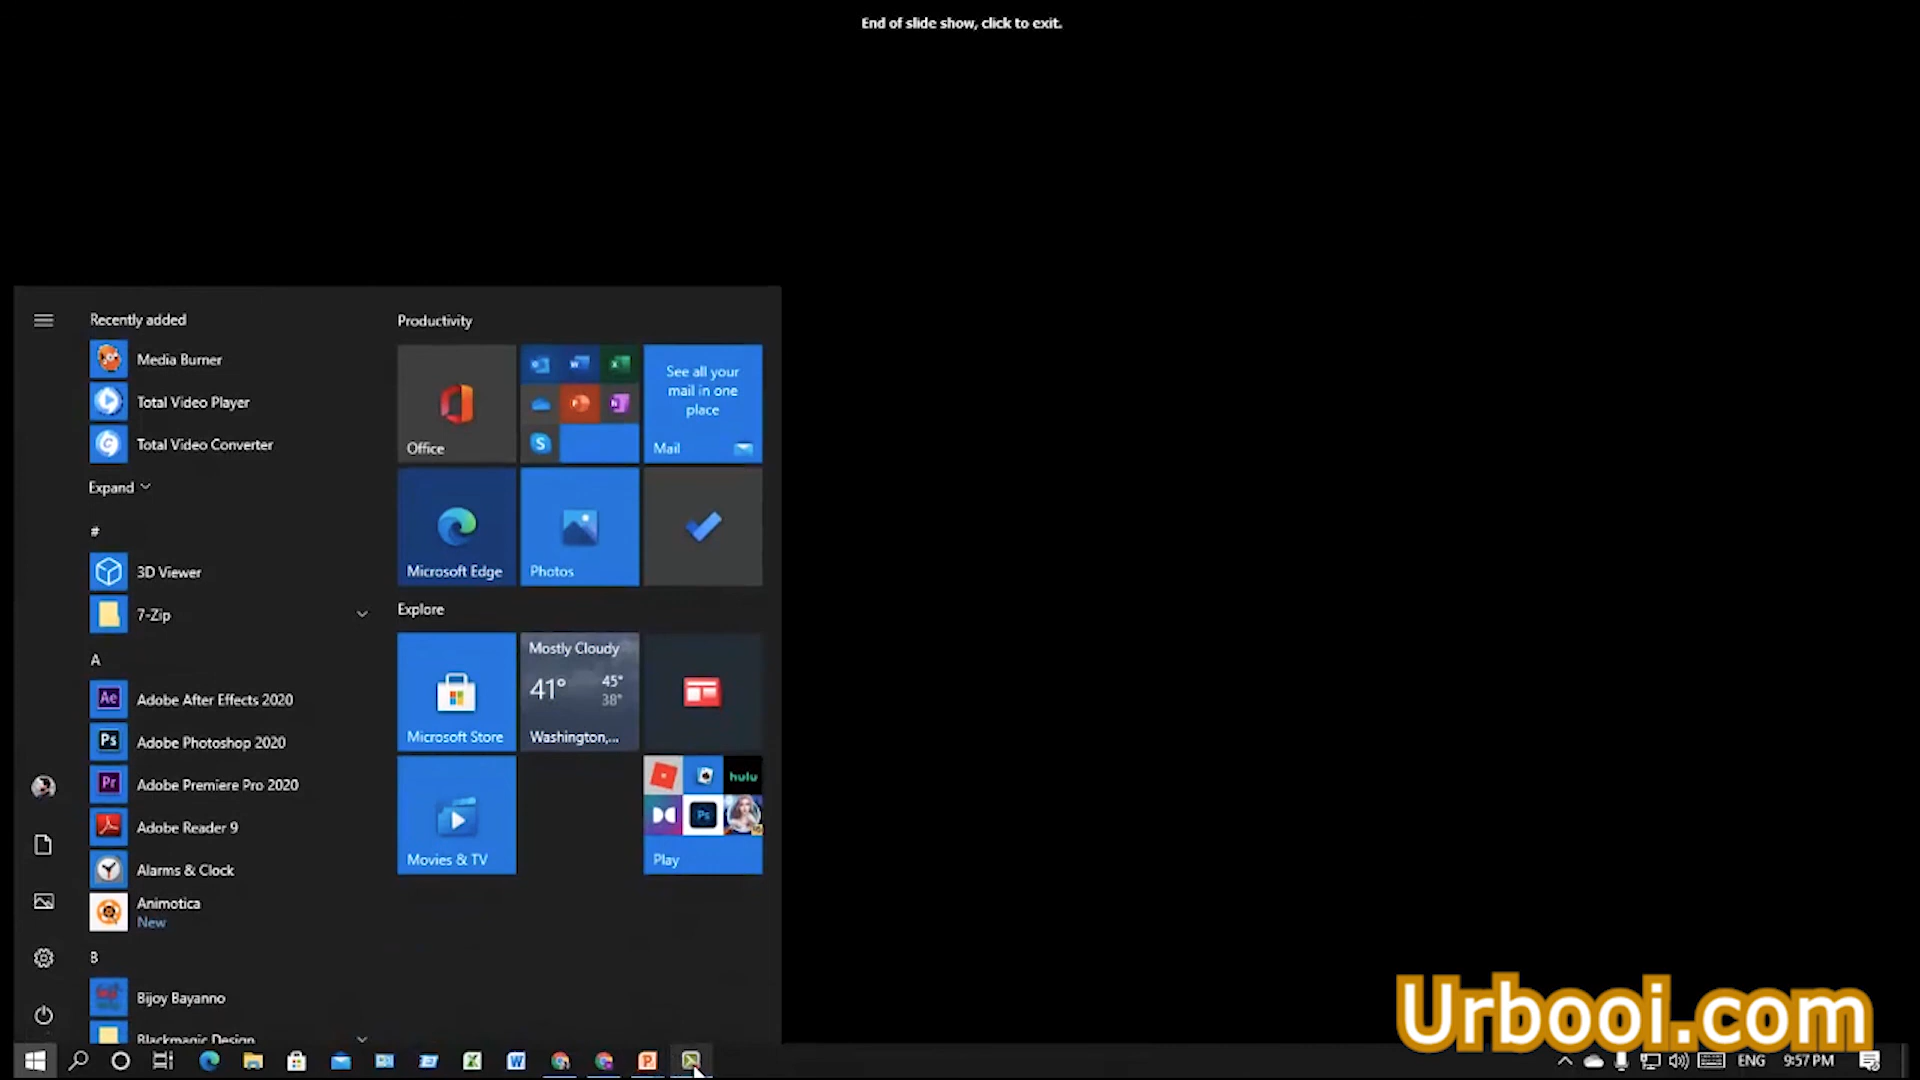 End of slide show, click to exit.
Recently added
Media Burner
Total Video Player
Total Video Converter
Expand
#
3D Viewer
7-Zip
A
Adobe After Effects 2020
Adobe Photoshop 2020
Adobe Premiere Pro 2020
Adobe Reader 9
Alarms & Clock
Animotica
New
B
Bijoy Bayanno
Blackmagic Design
Productivity
Office
See all your
mail in one
place
Mail
Microsoft Edge
Photos
Explore
Microsoft Store
Mostly Cloudy
41°
45°
38°
Washington,...
Movies & TV
hulu
Ps
Play
Urbooi.com
ENG
9:57 PM